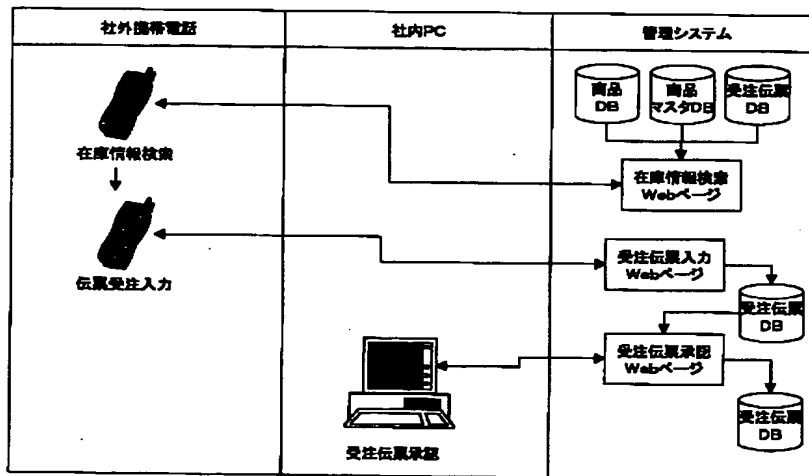 社外携帯電話
社内PC
管理システム
商品
DB
商品
マスタDB
受注伝票
DB
在庫情報検索
在庫情報検索
Webページ
伝票受注入力
受注伝票入力
Webページ
受注伝票
DB
受注伝票承認
Webページ
受注伝票承認
受注伝票
DB